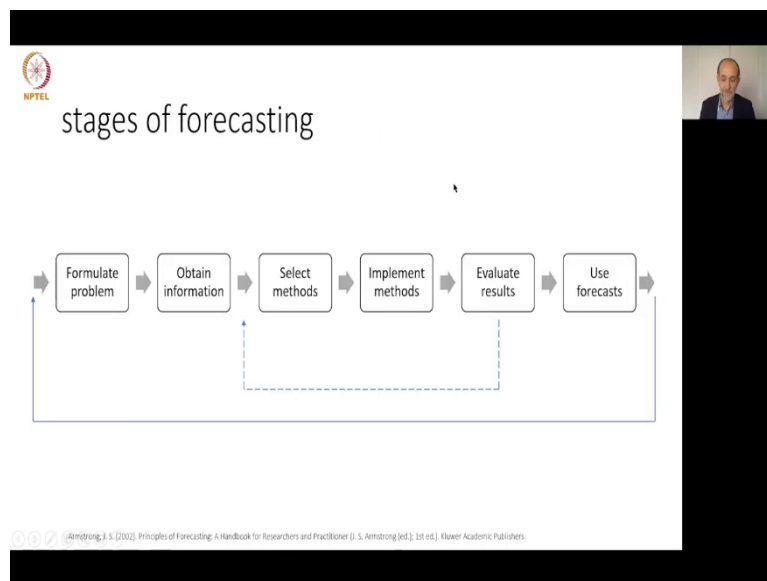 NPTEL
stages of forecasting
Formulate
problem
Obtain
information
Select
methods
Implement
methods
Evaluate
results
Use
forecasts
Armstrong, J. S. (2002). Principles of Forecasting: A Handbook for Researchers and Practitioner (J. S. Armstrong (ed.); 1st ed.). Kluwer Academic Publishers.